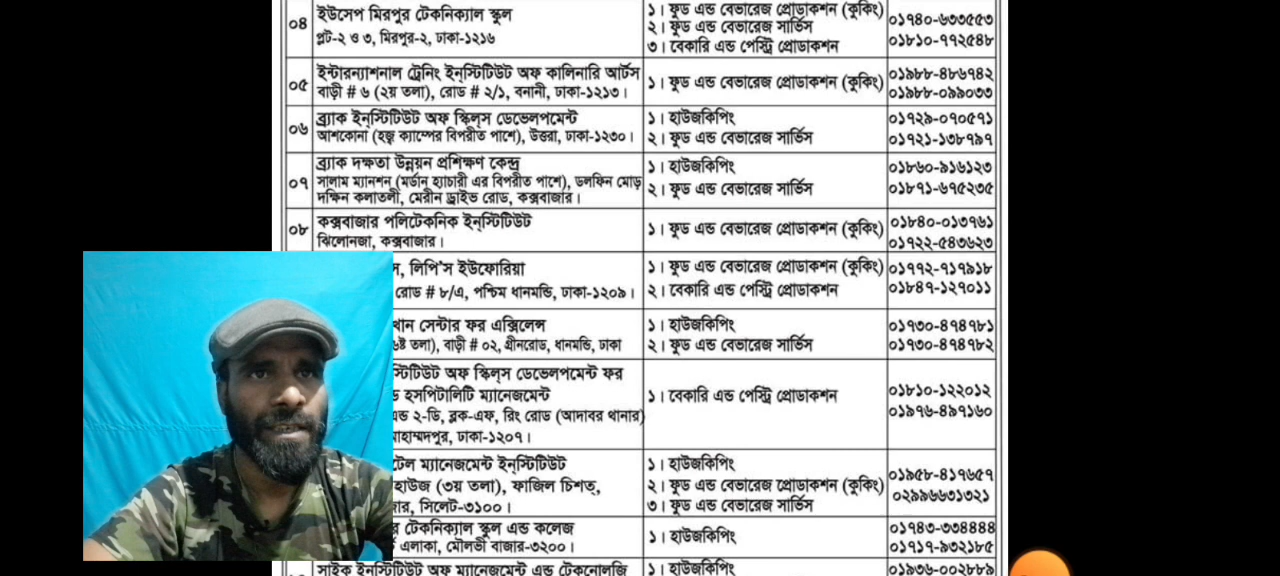 ০৪
ইউসেপ মিরপুর টেকনিক্যাল স্কুল
প্লট-২ ও ৩, মিরপুর-২, ঢাকা-১২১৬
১। ফুড এন্ড বেভারেজ প্রোডাকশন (কুকিং)
২। ফুড এন্ড বেভারেজ সার্ভিস
৩। বেকারি এন্ড পেস্ট্রি প্রোডাকশন
০১৭৪০-৬৩৩৫৫৩
০১৮১০-৭৭২৫৪৮
০৫
ইন্টারন্যাশনাল ট্রেনিং ইন্স্টিটিউট অফ কালিনারি আর্টস
বাড়ী # ৬ (২য় তলা), রোড # ২/১, বনানী, ঢাকা-১২১৩।
১। ফুড এন্ড বেভারেজ প্রোডাকশন (কুকিং)
০১৯৮৮-৪৮৬৭৪২
০১৯৮৮-০৯৯০৩৩
০৬
ব্র্যাক ইন্স্টিটিউট অফ স্কিল্স ডেভেলপমেন্ট
আশকোনা (হজ্ব ক্যাম্পের বিপরীত পাশে), উত্তরা, ঢাকা-১২৩০।
১। হাউজকিপিং
২। ফুড এন্ড বেভারেজ সার্ভিস
০১৭২৯-০৭০৫৭১
০১৭২১-১৩৮৭৯৭
০৭
ব্র্যাক দক্ষতা উন্নয়ন প্রশিক্ষণ কেন্দ্র
সালাম ম্যানশন (মর্ডান হ্যাচারী এর বিপরীত পাশে), ডলফিন মোড়
দক্ষিন কলাতলী, মেরীন ড্রাইভ রোড, কক্সবাজার।
১। হাউজকিপিং
২। ফুড এন্ড বেভারেজ সার্ভিস
০১৮৬০-৯১৬১২৩
০১৮৭১-৬৭৫২৩৫
০৮
কক্সবাজার পলিটেকনিক ইন্স্টিটিউট
ঝিলোনজা, কক্সবাজার।
১। ফুড এন্ড বেভারেজ প্রোডাকশন (কুকিং)
০১৮৪০-০১৩৭৬১
০১৭২২-৫৪৩৬২৩
স, লিপি'স ইউফোরিয়া
রোড # ৮/এ, পশ্চিম ধানমন্ডি, ঢাকা-১২০৯।
১। ফুড এন্ড বেভারেজ প্রোডাকশন (কুকিং)
২। বেকারি এন্ড পেস্ট্রি প্রোডাকশন
০১৭৭২-৭১৭৯১৮
০১৮৪৭-১২৭০১১
খান সেন্টার ফর এক্সিলেন্স
৬ষ্ট তলা), বাড়ী # ০২, গ্রীনরোড, ধানমন্ডি, ঢাকা
১। হাউজকিপিং
২। ফুড এন্ড বেভারেজ সার্ভিস
০১৭৩০-৪৭৪৭৮১
০১৭৩০-৪৭৪৭৮২
স্টিটিউট অফ স্কিল্স ডেভেলপমেন্ট ফর
ড হসপিটালিটি ম্যানেজমেন্ট
এন্ড ২-ডি, ব্লক-এফ, রিং রোড (আদাবর থানার)
মোহাম্মদপুর, ঢাকা-১২০৭।
১। বেকারি এন্ড পেস্ট্রি প্রোডাকশন
০১৮১০-১২২০১২
০১৯৭৬-৪৯৭১৬০
টেল ম্যানেজমেন্ট ইন্স্টিটিউট
হাউজ (৩য় তলা), ফাজিল চিশত্,
জার, সিলেট-৩১০০।
১। হাউজকিপিং
২। ফুড এন্ড বেভারেজ প্রোডাকশন (কুকিং)
৩। ফুড এন্ড বেভারেজ সার্ভিস
০১৯৫৮-৪১৭৬৫৭
০২৯৯৬৬৩১৩২১
র টেকনিক্যাল স্কুল এন্ড কলেজ
এলাকা, মৌলভী বাজার-৩২০০।
১। হাউজকিপিং
০১৭৪৩-৩৩৪৪৪৪
০১৭১৭-৯৩২১৮৫
সাইক ইন্স্টিটিউট অফ ম্যানেজমেন্ট এন্ড টেকনোলজি
১। হাউজকিপিং
০১৯৩৬-০০২৮৮৯